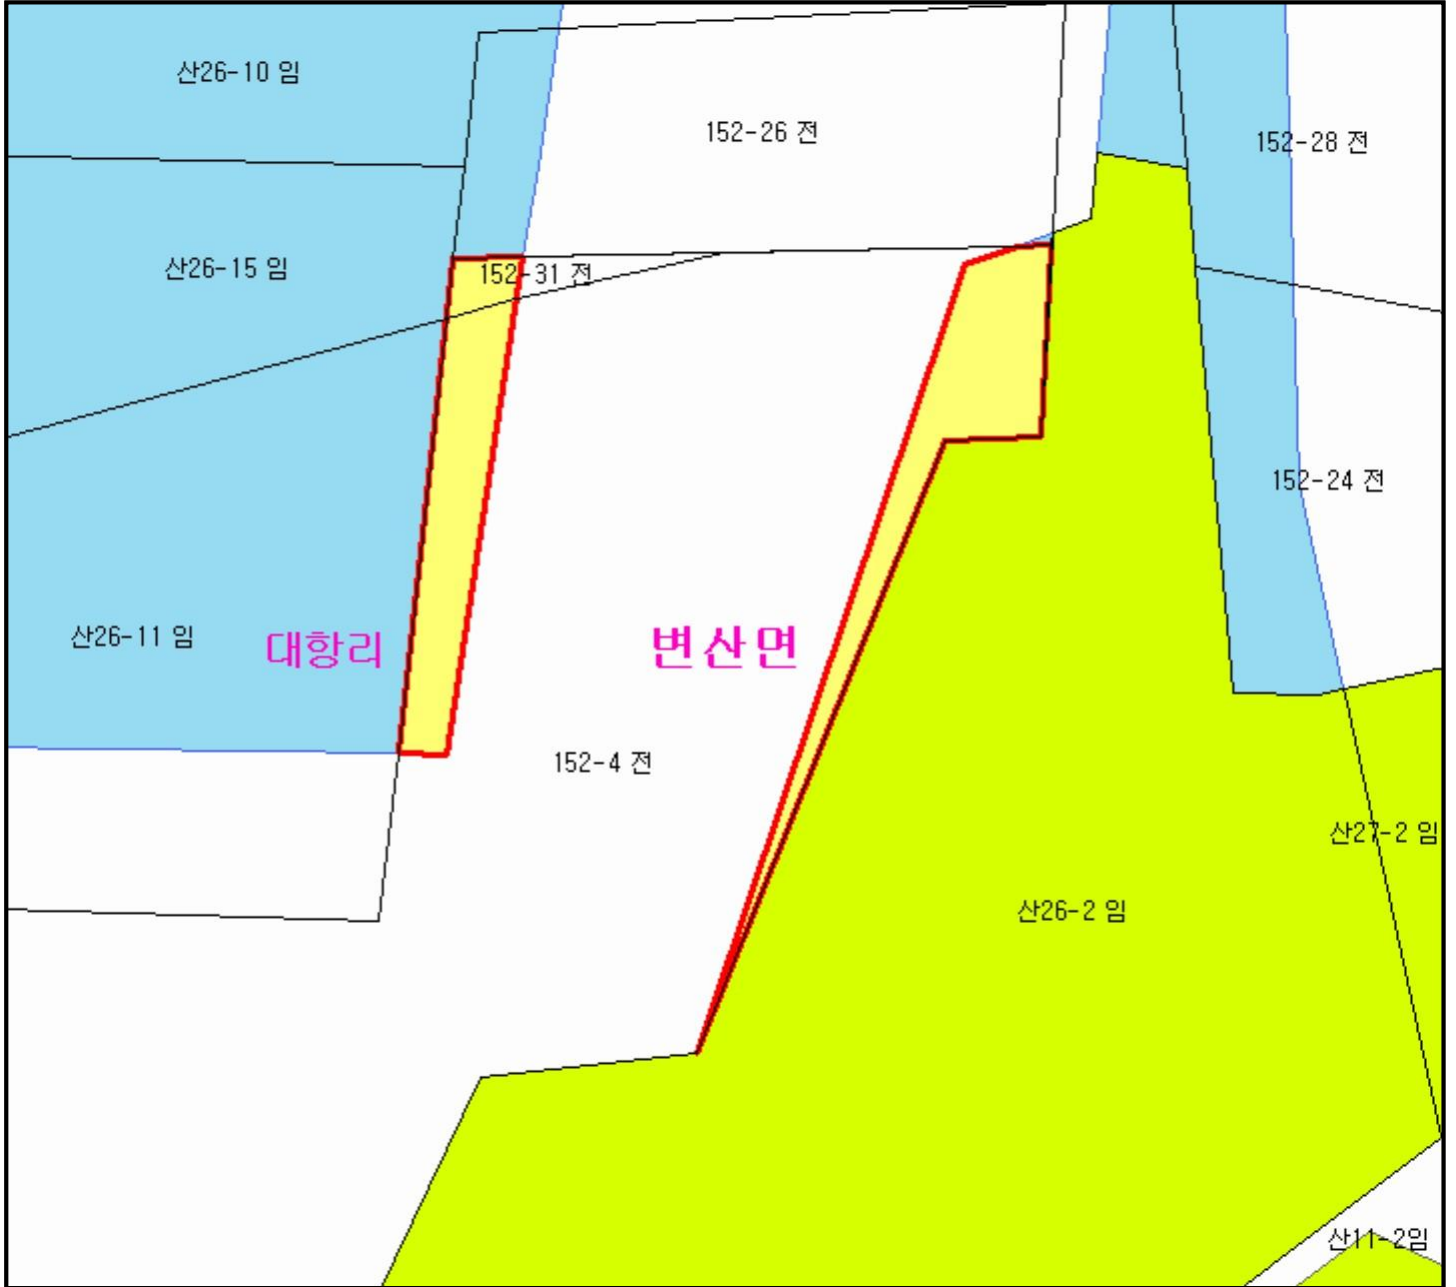 산26-10 임
152-26 전
152-28 전
산26-15 임
152-31 전
152-24 전
산26-11 임
대항리
변산면
152-4 전
산27-2 임
산26-2 임
산11-2임